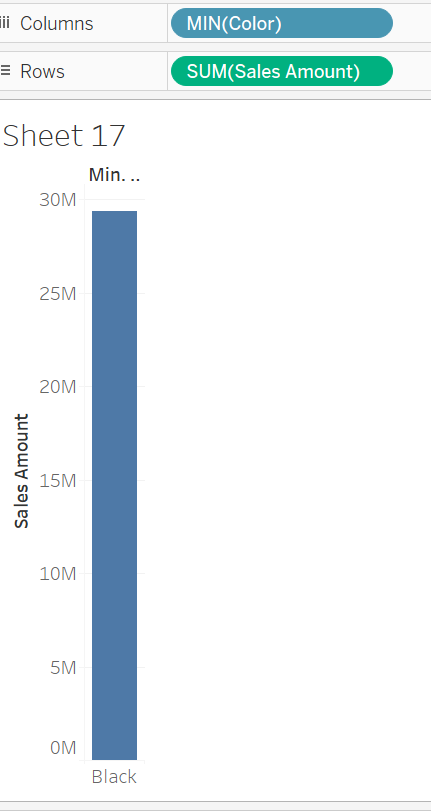 Columns MIN(Color)
Rows SUM(Sales Amount)
Sheet 17
Min. ..
30M
25M
20M
15M
10M
5M
0M
Sales Amount
Black